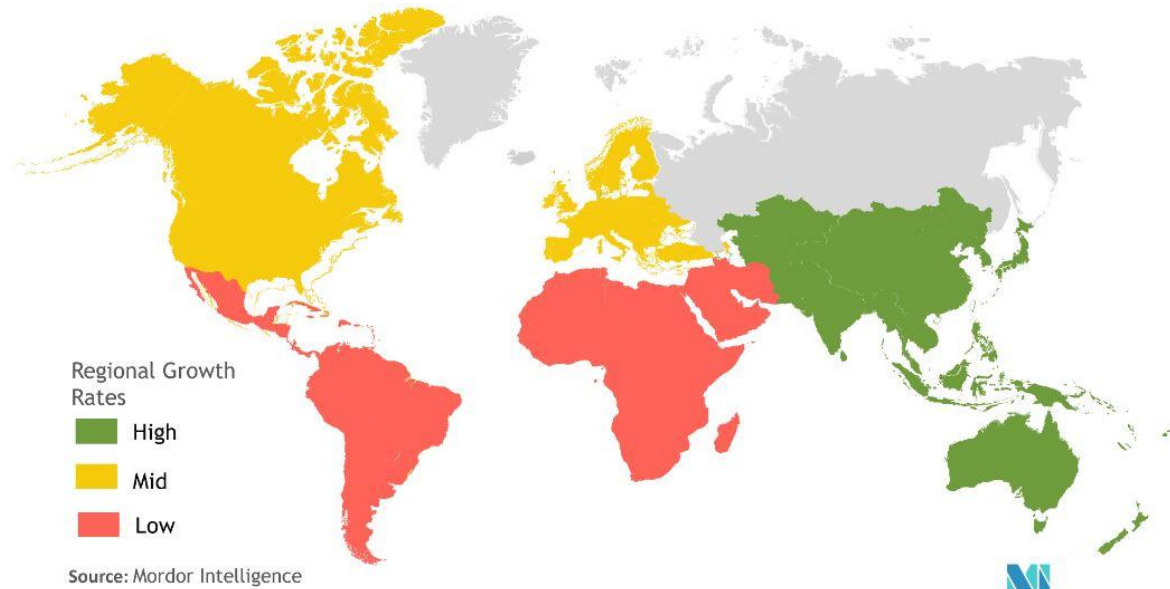 Regional Growth
Rates
High
Mid
Low
Source: Mordor Intelligence